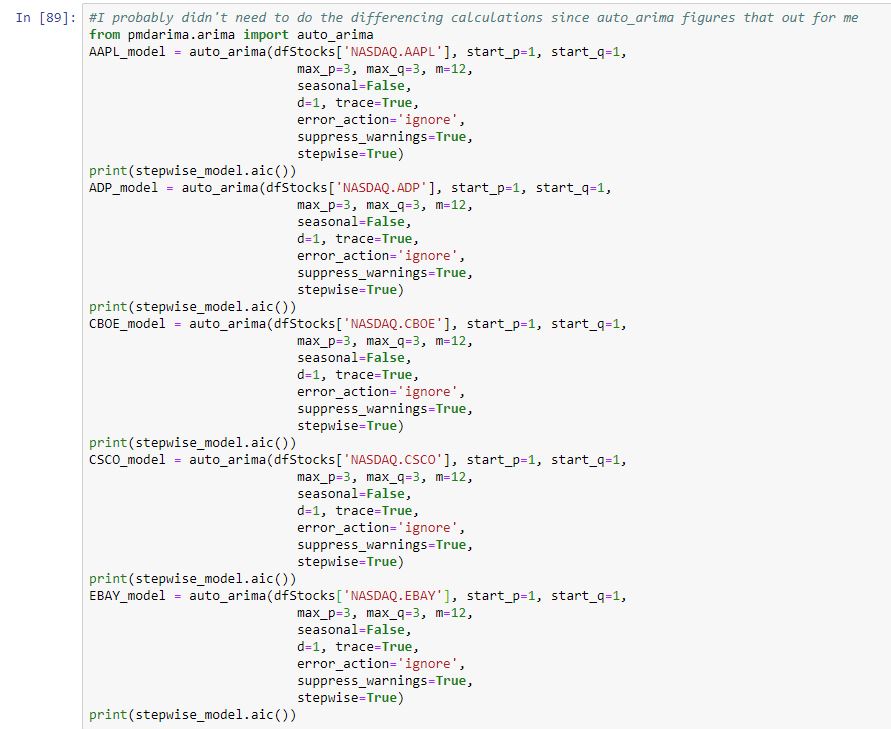 In [89]: #I probably didn't need to do the differencing calculations since auto_arima figures that out for me
from pmdarima.arima import auto_arima
AAPL_model = auto_arima(dfStocks['NASDAQ.AAPL'], start_p=1, start_q=1,
max_p=3, max_q=3, m=12,
seasonal=False,
d=1, trace=True,
error_action='ignore',
suppress_warnings=True,
stepwise=True)
print(stepwise_model.aic())
ADP_model = auto_arima(dfStocks['NASDAQ.ADP'], start_p=1, start_q=1,
max_p=3, max_q=3, m=12,
seasonal=False,
d=1, trace=True,
error_action='ignore',
suppress_warnings=True,
stepwise=True)
print(stepwise_model.aic())
CBOE_model = auto_arima(dfStocks['NASDAQ.CBOE'], start_p=1, start_q=1,
max_p=3, max_q=3, m=12,
seasonal=False,
d=1, trace=True,
error_action='ignore',
suppress_warnings=True,
stepwise=True)
print(stepwise_model.aic())
CSCO_model = auto_arima(dfStocks['NASDAQ.CSCO'], start_p=1, start_q=1,
max_p=3, max_q=3, m=12,
seasonal=False,
d=1, trace=True,
error_action='ignore',
suppress_warnings=True,
stepwise=True)
print(stepwise_model.aic())
EBAY_model = auto_arima(dfStocks['NASDAQ.EBAY'], start_p=1, start_q=1,
max_p=3, max_q=3, m=12,
seasonal=False,
d=1, trace=True,
error_action='ignore',
suppress_warnings=True,
stepwise=True)
print(stepwise_model.aic())